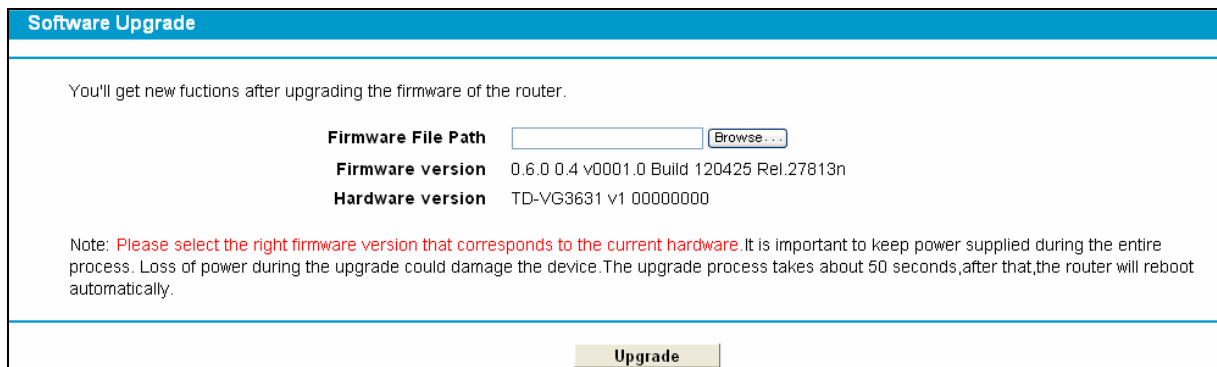 Software Upgrade
You'll get new fuctions after upgrading the firmware of the router.
Firmware File Path Browse...
Firmware version 0.6.0 0.4 v0001.0 Build 120425 Rel.27813n
Hardware version TD-VG3631 v1 00000000
Note: Please select the right firmware version that corresponds to the current hardware.It is important to keep power supplied during the entire
process. Loss of power during the upgrade could damage the device.The upgrade process takes about 50 seconds,after that,the router will reboot
automatically.
Upgrade